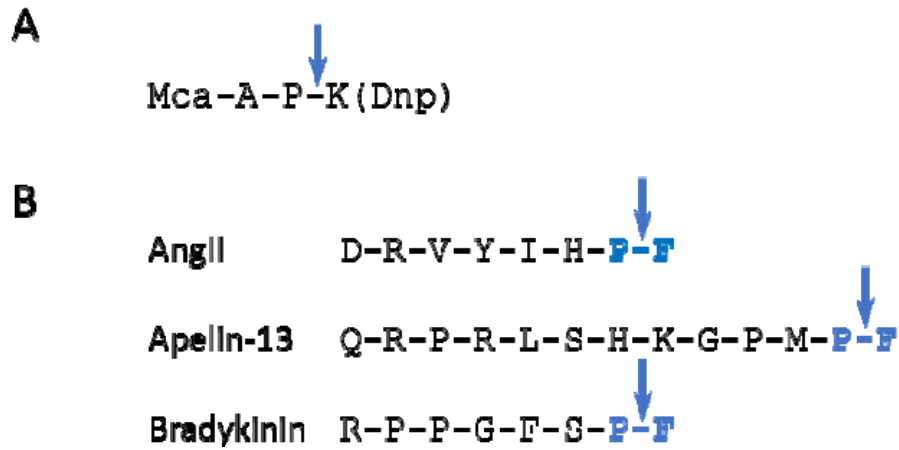 A
Mca-A-P-K(Dnp)
B
AngII D-R-V-Y-I-H-P-F
Apelin-13 Q-R-P-R-L-S-H-K-G-P-M-P-F
Bradykinin R-P-P-G-F-S-P-F